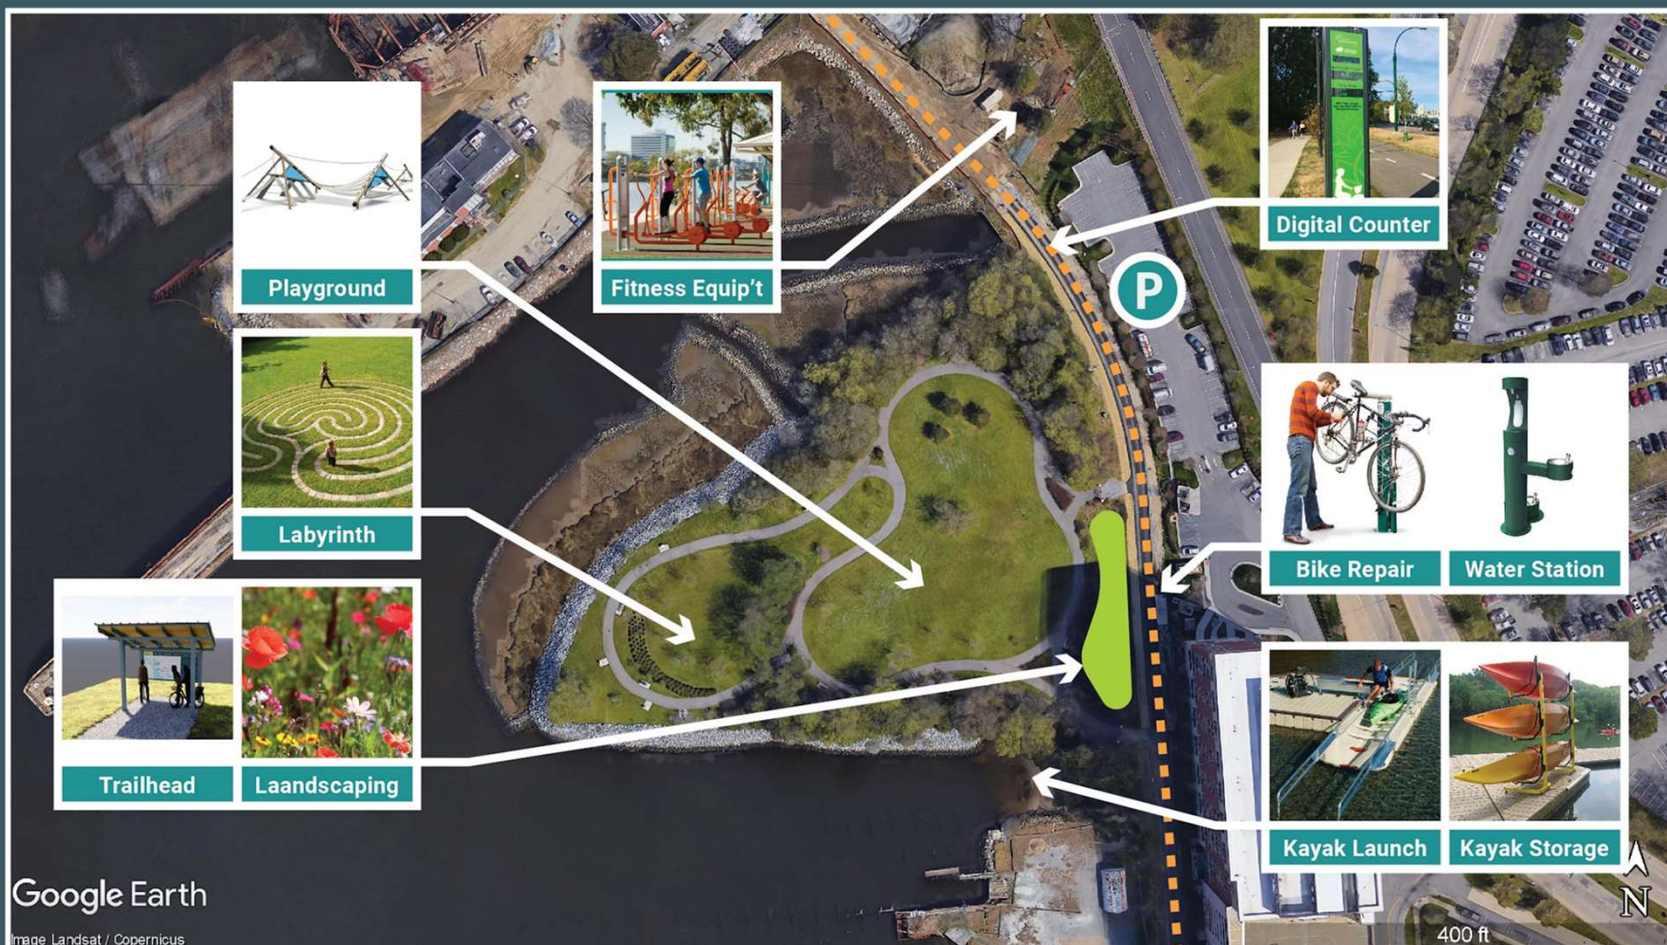 Digital Counter
Playground
Fitness Equip't
P
Labyrinth
Bike Repair
Water Station
Trailhead
Laandscaping
Kayak Launch
Kayak Storage
Google Earth
N
Image Landsat / Copernicus
400 ft